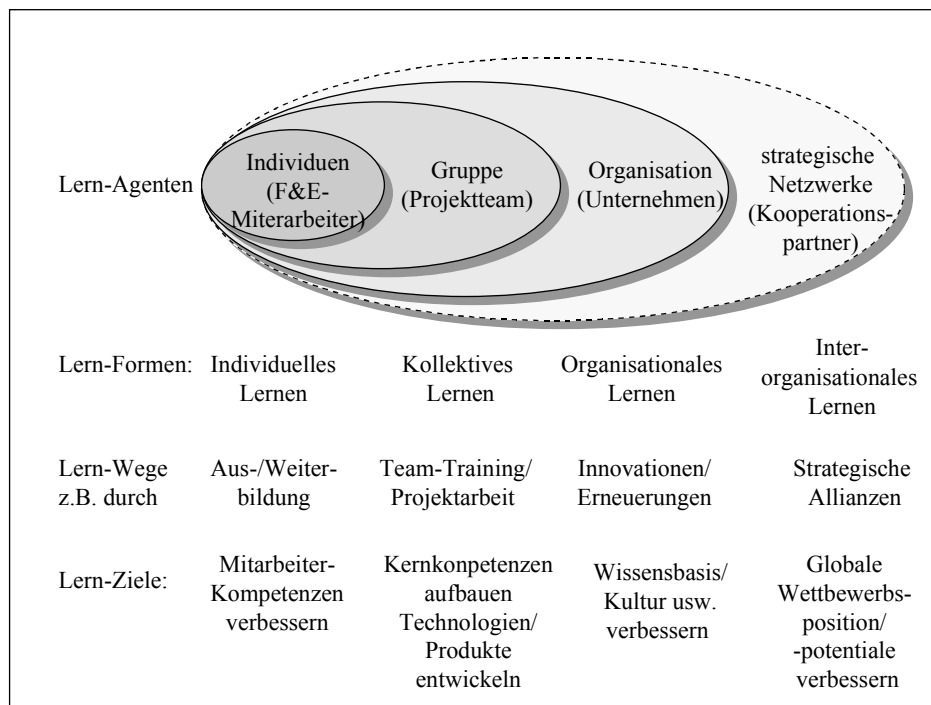 Lern-Agenten
Individuen
(F&E-
Miterarbeiter)
Gruppe
(Projektteam)
Organisation
(Unternehmen)
strategische
Netzwerke
(Kooperations-
partner)
Lern-Formen:
Individuelles
Lernen
Kollektives
Lernen
Organisationales
Lernen
Inter-
organisationales
Lernen
Lern-Wege
z.B. durch
Aus-/Weiter-
bildung
Team-Training/
Projektarbeit
Innovationen/
Erneuerungen
Strategische
Allianzen
Lern-Ziele:
Mitarbeiter-
Kompetenzen
verbessern
Kernkonpetenzen
aufbauen
Technologien/
Produkte
entwickeln
Wissensbasis/
Kultur usw.
verbessern
Globale
Wettbewerbs-
position/
-potentiale
verbessern